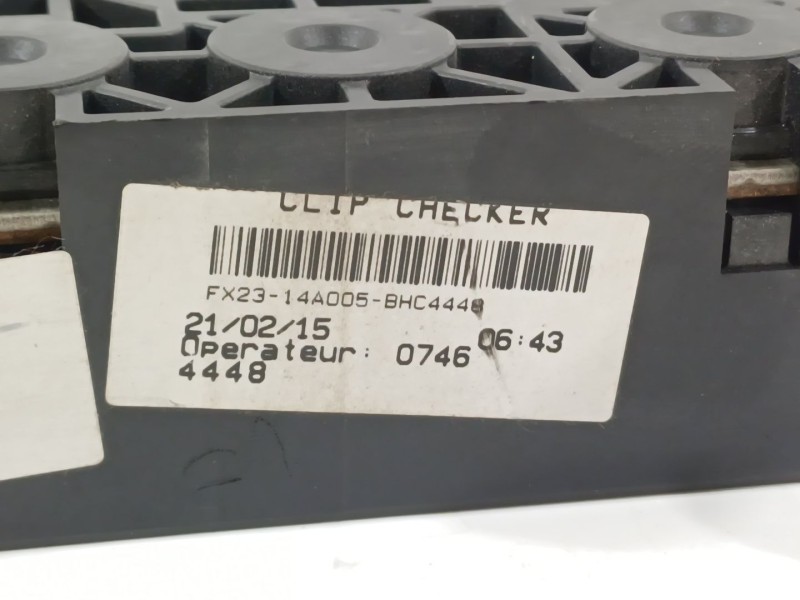 CLIP CHECKER
FX23-14A005-BHC4448
21/02/15 06:43
Operateur: 0746
4448